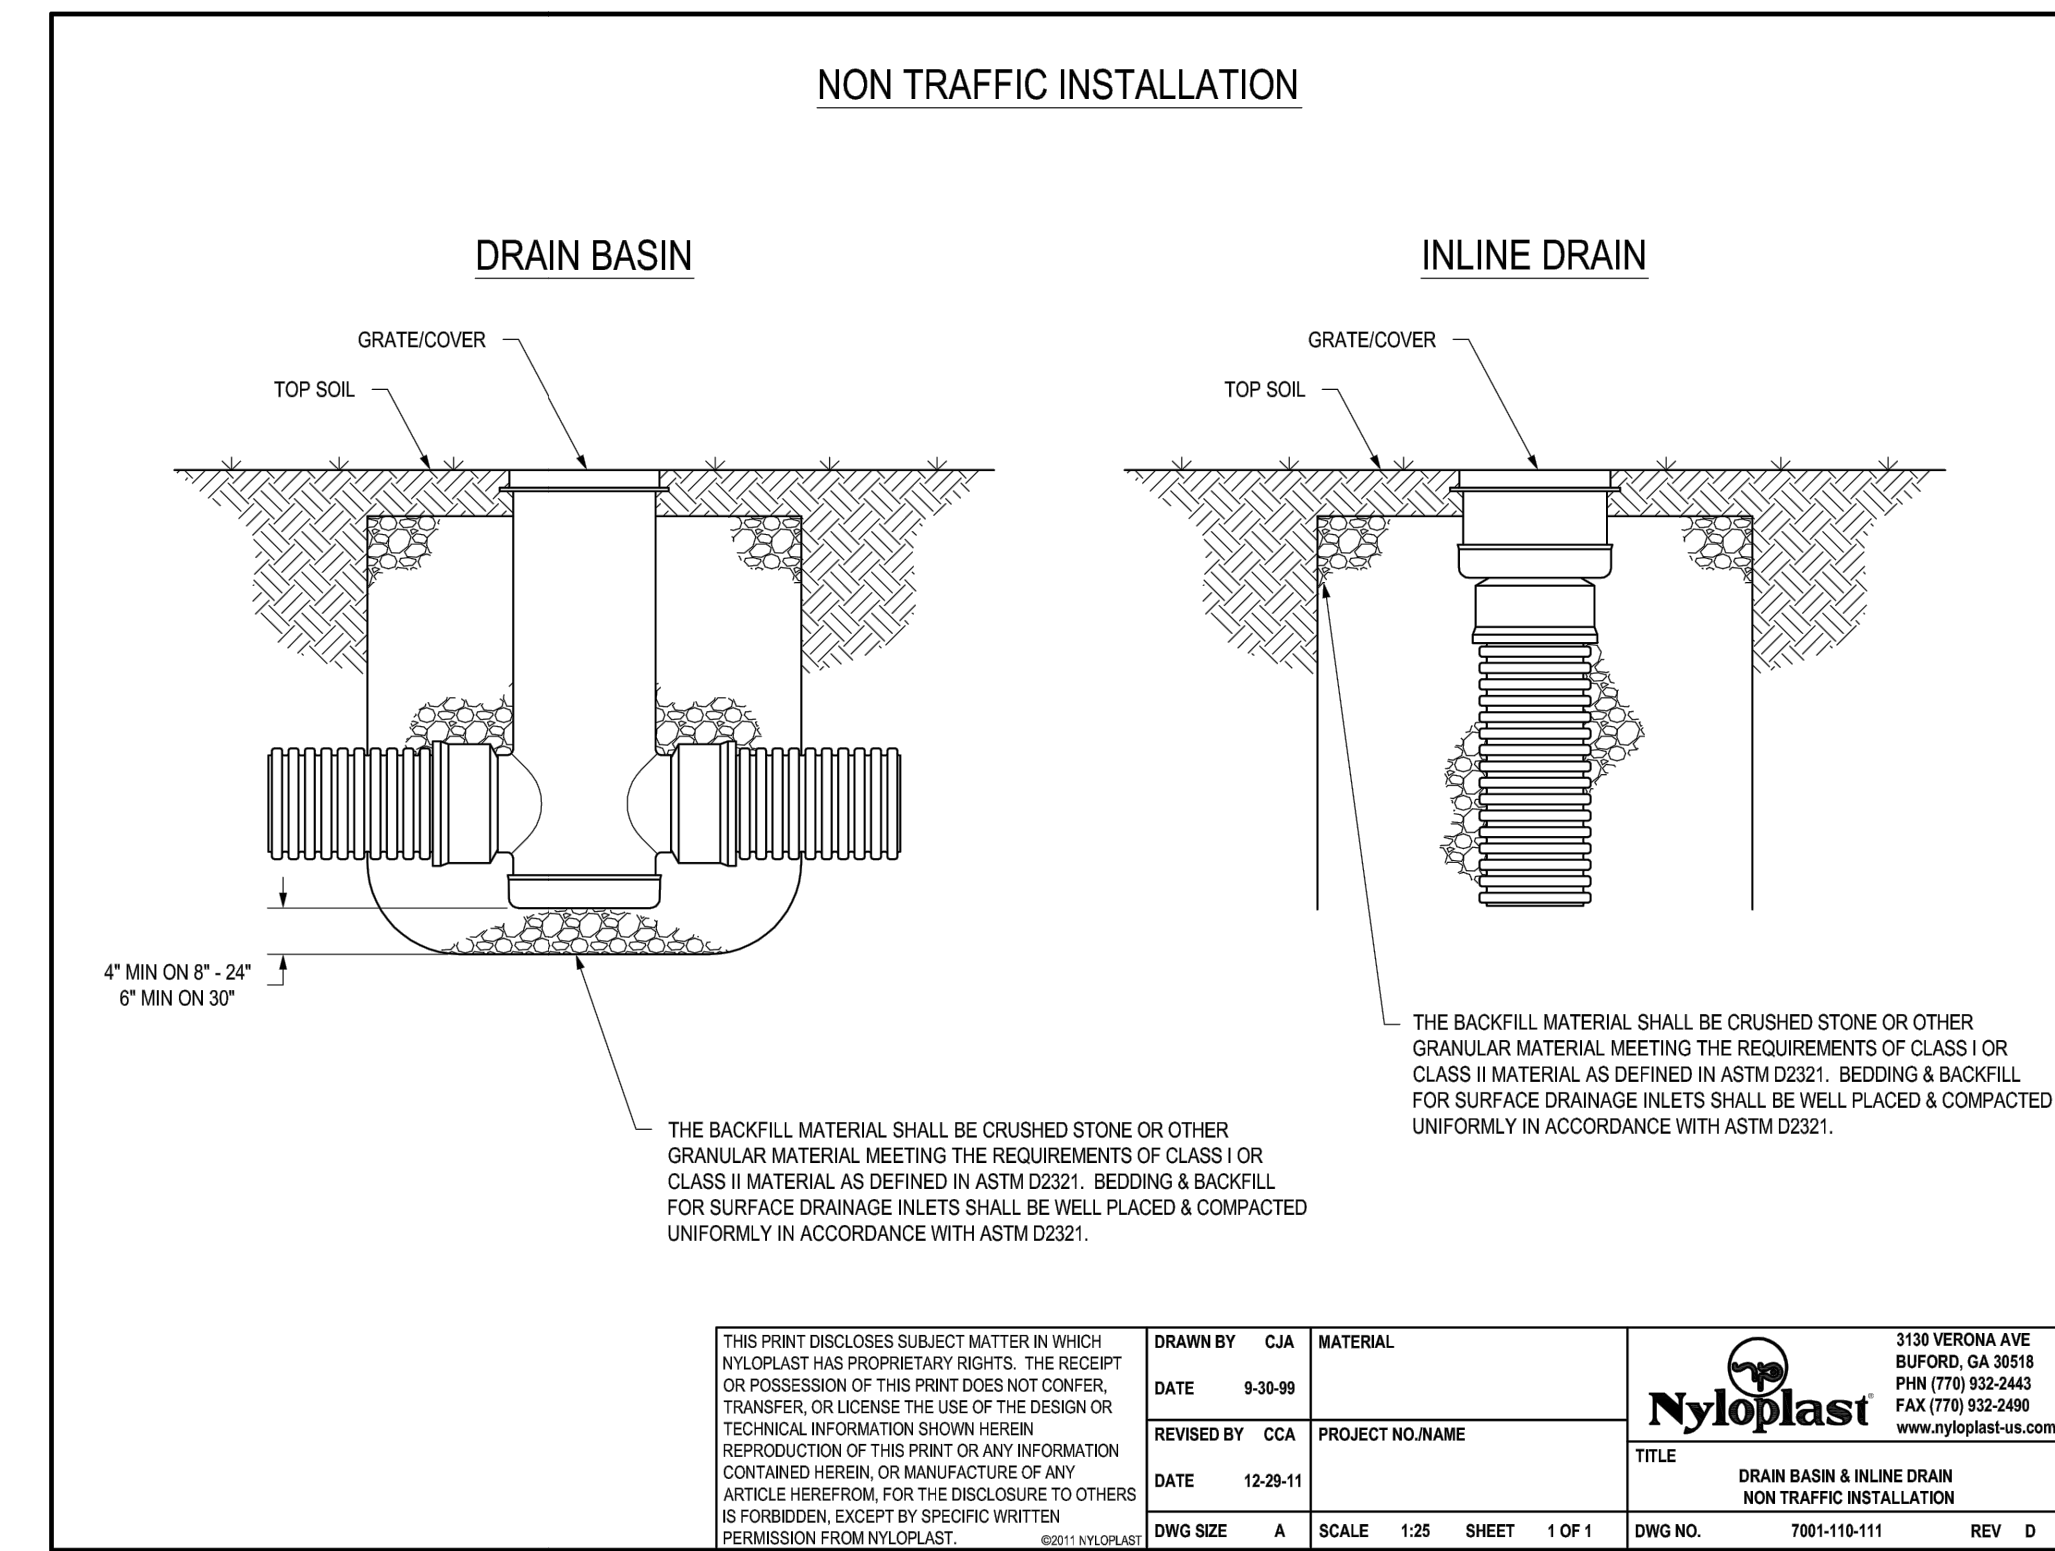 NON TRAFFIC INSTALLATION
DRAIN BASIN
GRATE/COVER
TOP SOIL
4" MIN ON 8" - 24"
6" MIN ON 30"
THE BACKFILL MATERIAL SHALL BE CRUSHED STONE OR OTHER
GRANULAR MATERIAL MEETING THE REQUIREMENTS OF CLASS I OR
CLASS II MATERIAL AS DEFINED IN ASTM D2321. BEDDING & BACKFILL
FOR SURFACE DRAINAGE INLETS SHALL BE WELL PLACED & COMPACTED
UNIFORMLY IN ACCORDANCE WITH ASTM D2321.
INLINE DRAIN
GRATE/COVER
TOP SOIL
THE BACKFILL MATERIAL SHALL BE CRUSHED STONE OR OTHER
GRANULAR MATERIAL MEETING THE REQUIREMENTS OF CLASS I OR
CLASS II MATERIAL AS DEFINED IN ASTM D2321. BEDDING & BACKFILL
FOR SURFACE DRAINAGE INLETS SHALL BE WELL PLACED & COMPACTED
UNIFORMLY IN ACCORDANCE WITH ASTM D2321.
THIS PRINT DISCLOSES SUBJECT MATTER IN WHICH
NYLOPLAST HAS PROPRIETARY RIGHTS. THE RECEIPT
OR POSSESSION OF THIS PRINT DOES NOT CONFER,
TRANSFER, OR LICENSE THE USE OF THE DESIGN OR
TECHNICAL INFORMATION SHOWN HEREIN
REPRODUCTION OF THIS PRINT OR ANY INFORMATION
CONTAINED HEREIN, OR MANUFACTURE OF ANY
ARTICLE HEREFROM, FOR THE DISCLOSURE TO OTHERS
IS FORBIDDEN, EXCEPT BY SPECIFIC WRITTEN
PERMISSION FROM NYLOPLAST. ©2011 NYLOPLAST
DRAWN BY CJA
DATE 9-30-99
REVISED BY CCA
DATE 12-29-11
DWG SIZE A
MATERIAL
PROJECT NO./NAME
SCALE 1:25 SHEET 1 OF 1
Nyloplast®
3130 VERONA AVE
BUFORD, GA 30518
PHN (770) 932-2443
FAX (770) 932-2490
www.nyloplast-us.com
TITLE
DRAIN BASIN & INLINE DRAIN
NON TRAFFIC INSTALLATION
DWG NO. 7001-110-111 REV D